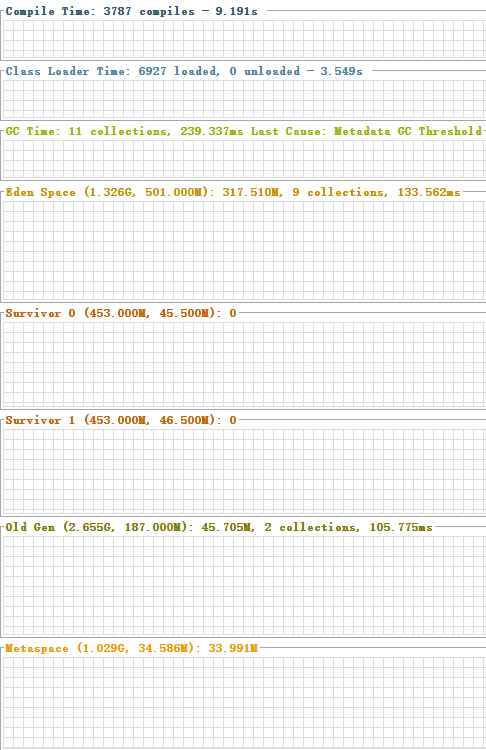 Compile Time: 3787 compiles - 9.191s
Class Loader Time: 6927 loaded, 0 unloaded - 3.549s
GC Time: 11 collections, 239.337ms Last Cause: Metadata GC Threshold
Eden Space (1.326G, 501.000M): 317.510M, 9 collections, 133.562ms
Survivor 0 (453.000M, 45.500M): 0
Survivor 1 (453.000M, 46.500M): 0
Old Gen (2.655G, 187.000M): 45.705M, 2 collections, 105.775ms
Metaspace (1.029G, 34.586M): 33.991M